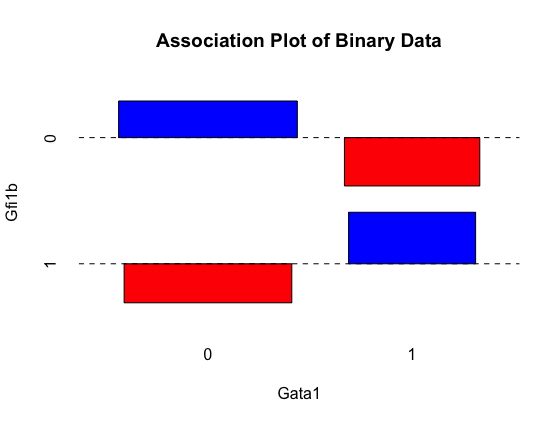 Association Plot of Binary Data
0
Gfi1b
1
0 1
Gata1